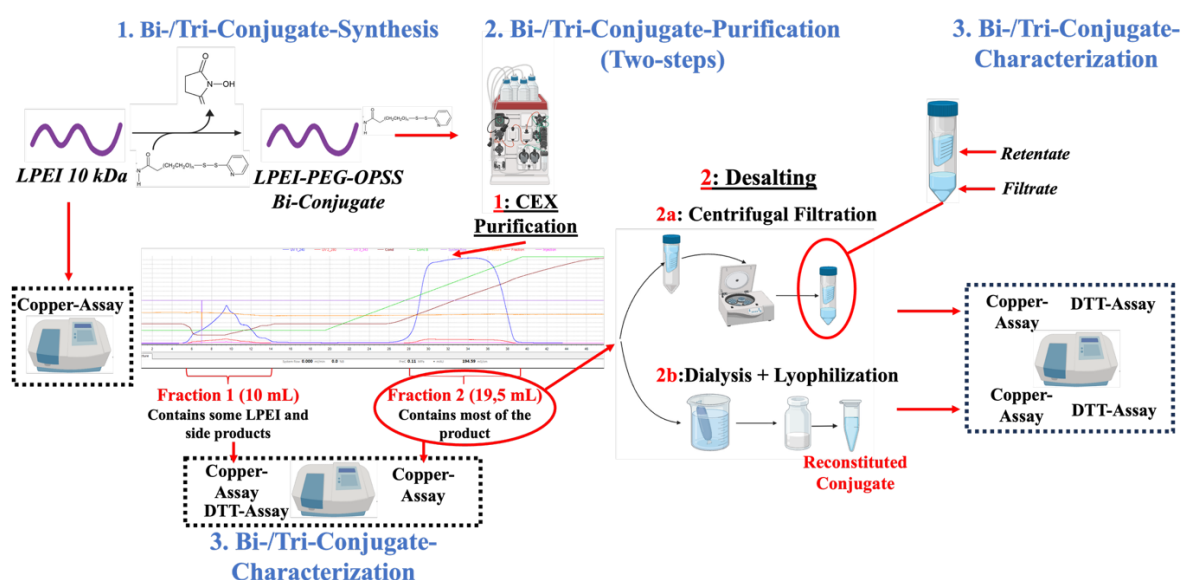 1. Bi-/Tri-Conjugate-Synthesis
2. Bi-/Tri-Conjugate-Purification
(Two-steps)
3. Bi-/Tri-Conjugate-
Characterization
LPEI 10 kDa
LPEI-PEG-OPSS
Bi-Conjugate
1: CEX
Purification
2: Desalting
2a: Centrifugal Filtration
Retentate
Filtrate
Copper-Assay
Fraction 1 (10 mL)
Contains some LPEI and
side products
Fraction 2 (19,5 mL)
Contains most of the
product
2b:Dialysis + Lyophilization
Reconstituted
Conjugate
Copper-
Assay
DTT-Assay
Copper-
Assay
DTT-Assay
Copper-
Assay
DTT-Assay
Copper-
Assay
3. Bi-/Tri-Conjugate-
Characterization